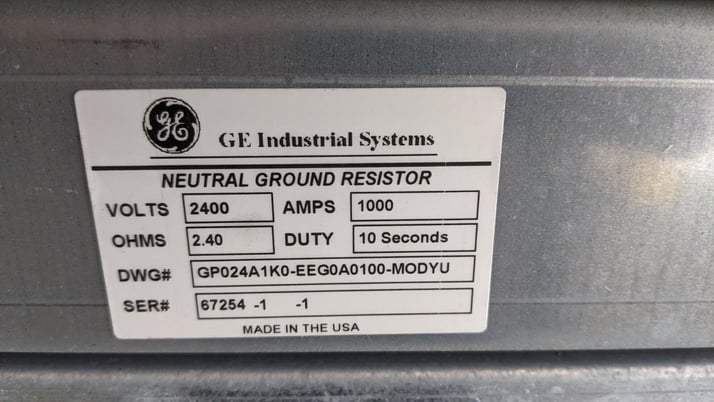 GE
GE Industrial Systems
NEUTRAL GROUND RESISTOR
VOLTS 2400 AMPS 1000
OHMS 2.40 DUTY 10 Seconds
DWG# GP024A1K0-EEG0A0100-MODYU
SER# 67254 -1 -1
MADE IN THE USA